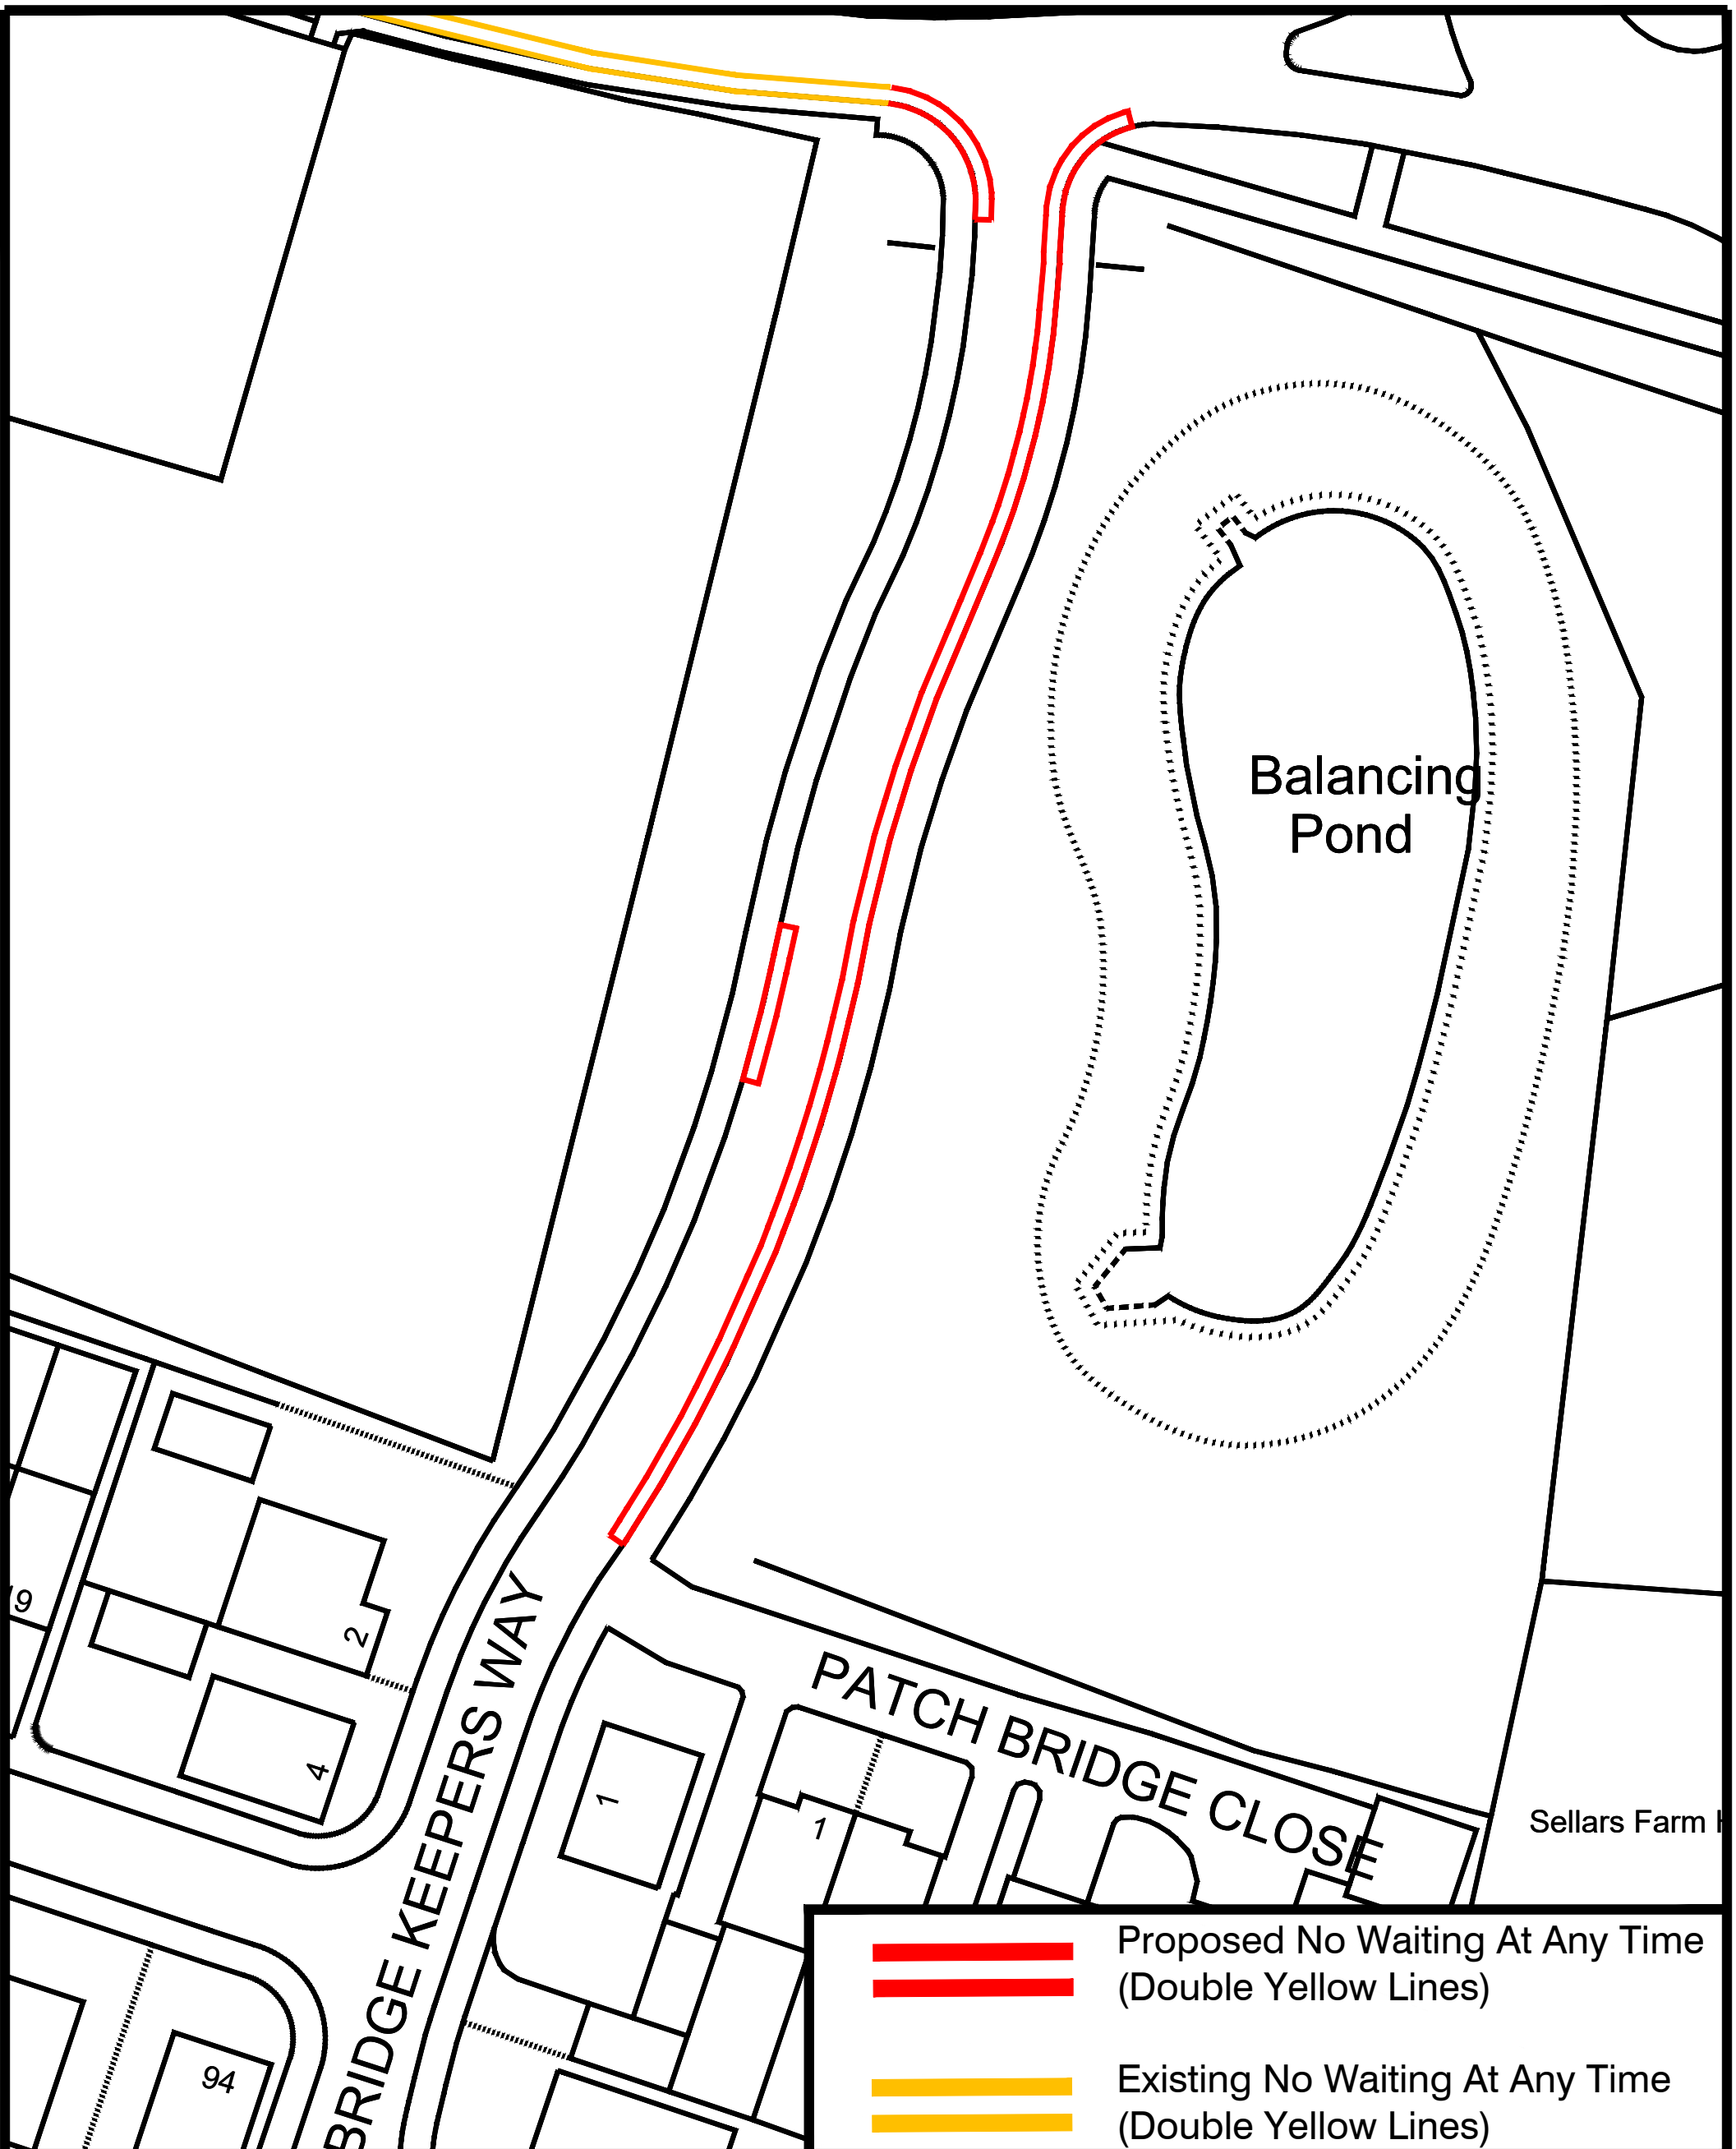 Balancing
Pond
19
2
4
BRIDGE KEEPERS WAY
PATCH BRIDGE CLOSE
1
1
Sellars Farm
94
Proposed No Waiting At Any Time
(Double Yellow Lines)
Existing No Waiting At Any Time
(Double Yellow Lines)